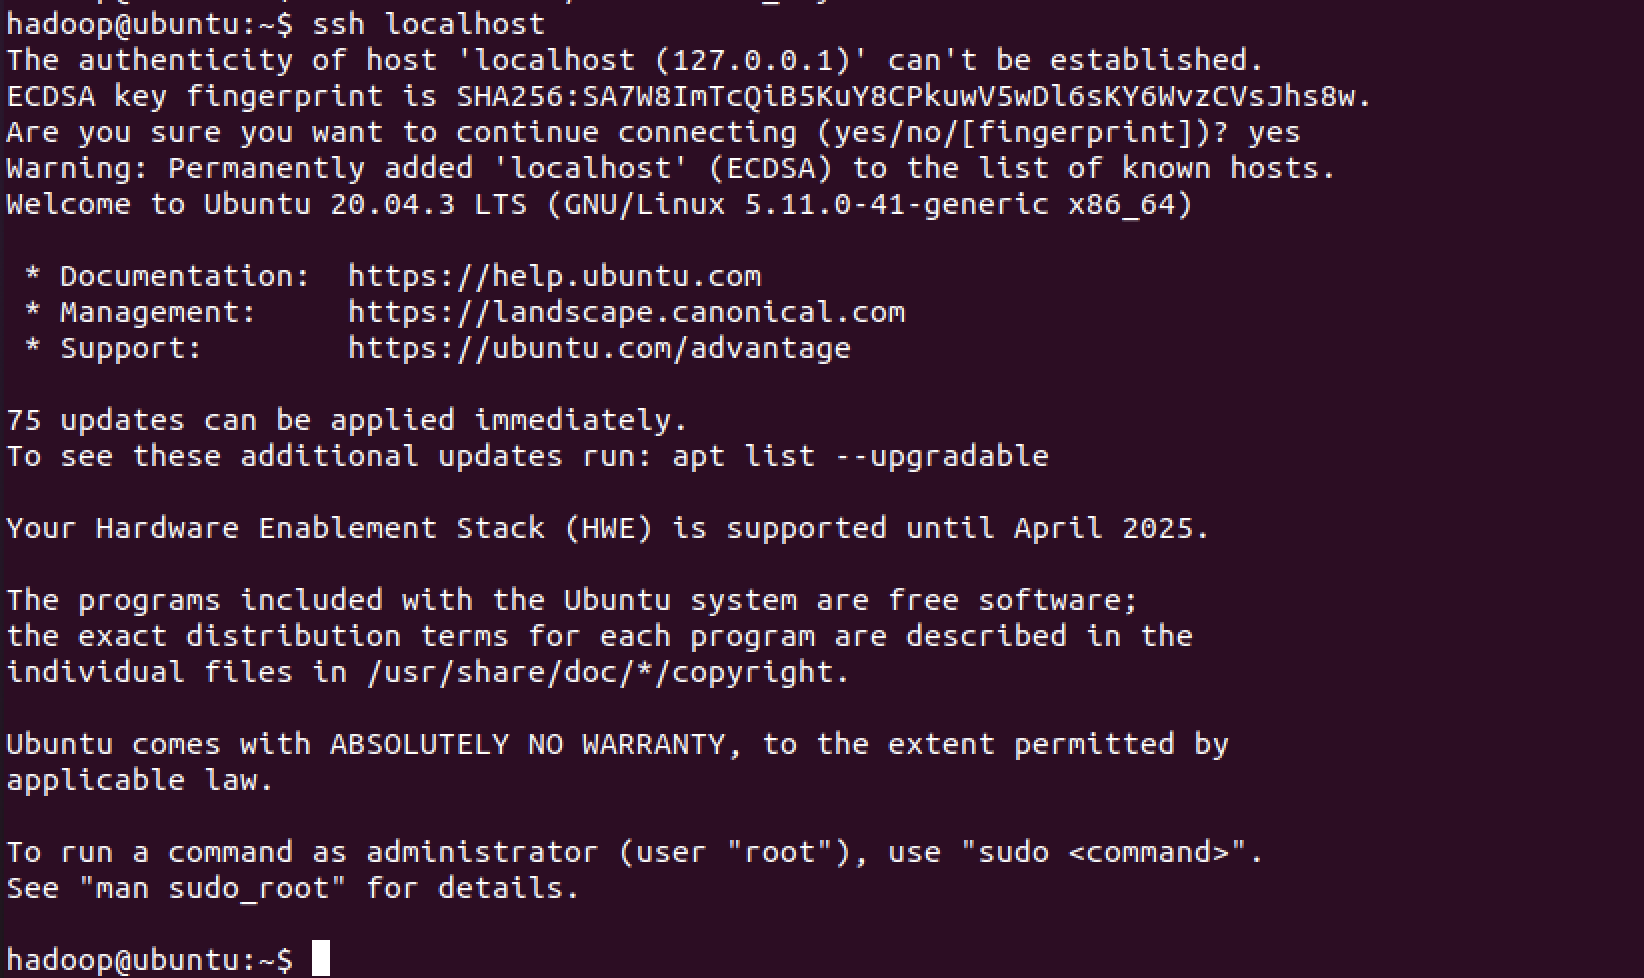 hadoop@ubuntu:~$ ssh localhost
The authenticity of host 'localhost (127.0.0.1)' can't be established.
ECDSA key fingerprint is SHA256:SA7W8ImTcQiB5KuY8CPkuwV5wDl6sKY6WvzCVsJhs8w.
Are you sure you want to continue connecting (yes/no/[fingerprint])? yes
Warning: Permanently added 'localhost' (ECDSA) to the list of known hosts.
Welcome to Ubuntu 20.04.3 LTS (GNU/Linux 5.11.0-41-generic x86_64)

 * Documentation:  https://help.ubuntu.com
 * Management:     https://landscape.canonical.com
 * Support:        https://ubuntu.com/advantage

75 updates can be applied immediately.
To see these additional updates run: apt list --upgradable

Your Hardware Enablement Stack (HWE) is supported until April 2025.

The programs included with the Ubuntu system are free software;
the exact distribution terms for each program are described in the
individual files in /usr/share/doc/*/copyright.

Ubuntu comes with ABSOLUTELY NO WARRANTY, to the extent permitted by
applicable law.

To run a command as administrator (user "root"), use "sudo <command>".
See "man sudo_root" for details.

hadoop@ubuntu:~$